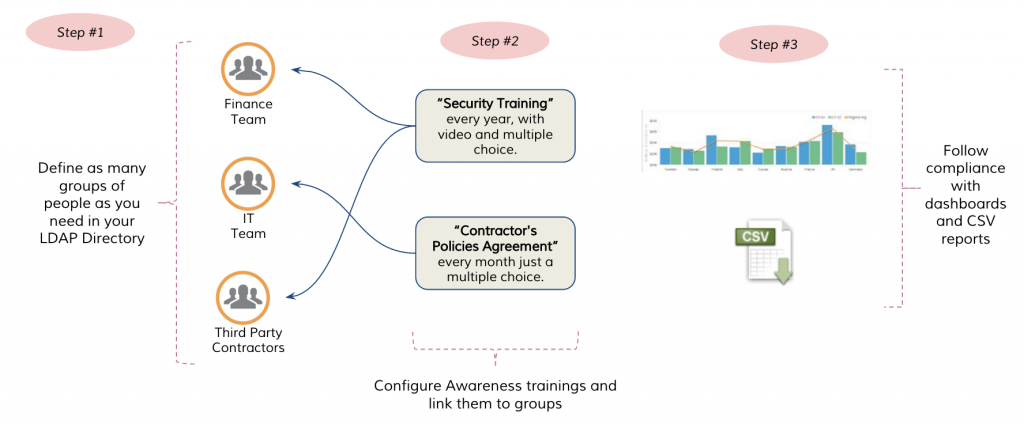 Step #1
Define as many
groups of
people as you
need in your
LDAP Directory
Finance
Team
IT
Team
Third Party
Contractors
Step #2
“Security Training”
every year, with
video and multiple
choice.
“Contractor's
Policies Agreement”
every month just a
multiple choice.
Configure Awareness trainings and
link them to groups
Step #3
CSV
Follow
compliance
with
dashboards
and CSV
reports